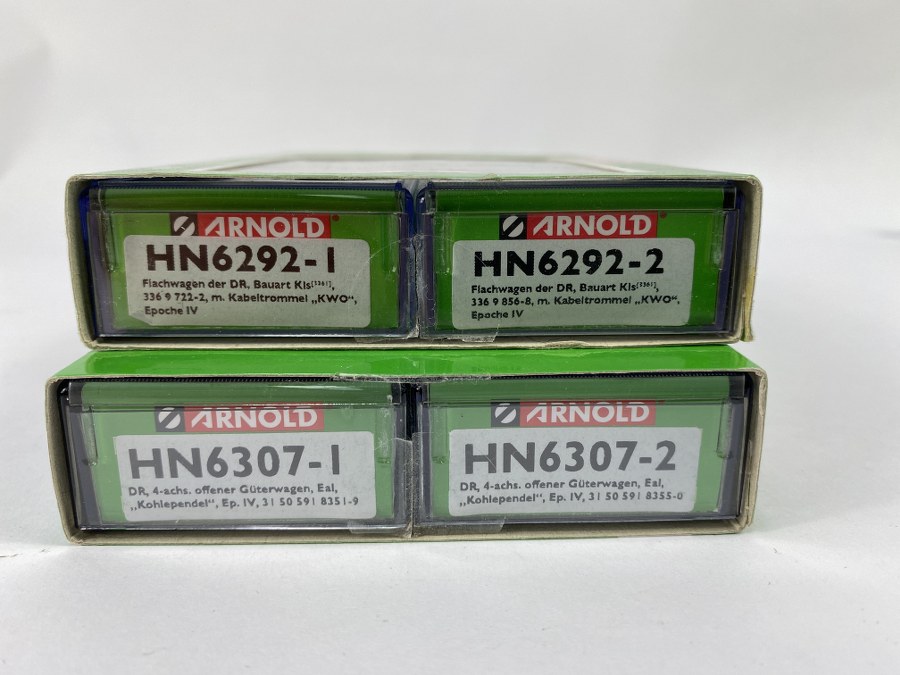 ARNOLD
HN6292-1
Flachwagen der DR, Bauart Kls[3361],
336 9 722-2, m. Kabeltrommel „KWO“,
Epoche IV
ARNOLD
HN6292-2
Flachwagen der DR, Bauart Kls[3361],
336 9 856-8, m. Kabeltrommel „KWO“,
Epoche IV
ARNOLD
HN6307-1
DR, 4-achs. offener Güterwagen, Eal,
„Kohlependel“, Ep. IV, 31 50 591 8351-9
ARNOLD
HN6307-2
DR, 4-achs. offener Güterwagen, Eal,
„Kohlependel“, Ep. IV, 31 50 591 8355-0